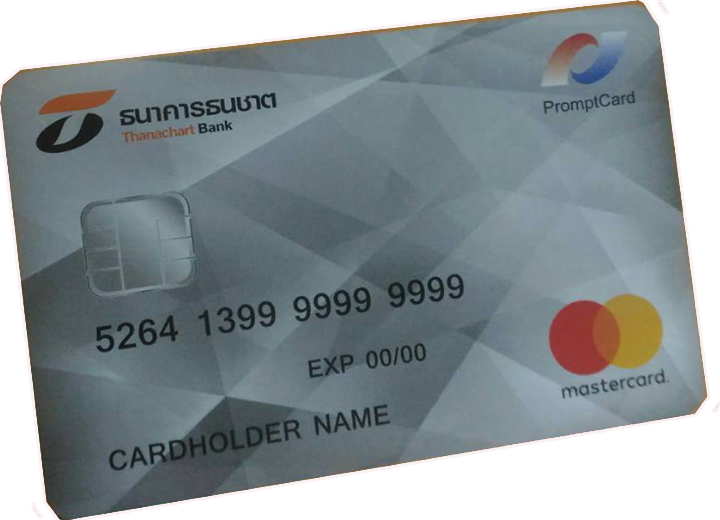 ธนาคารธนชาต
Thanachart Bank
PromptCard
5264 1399 9999 9999
EXP 00/00
CARDHOLDER NAME
mastercard.